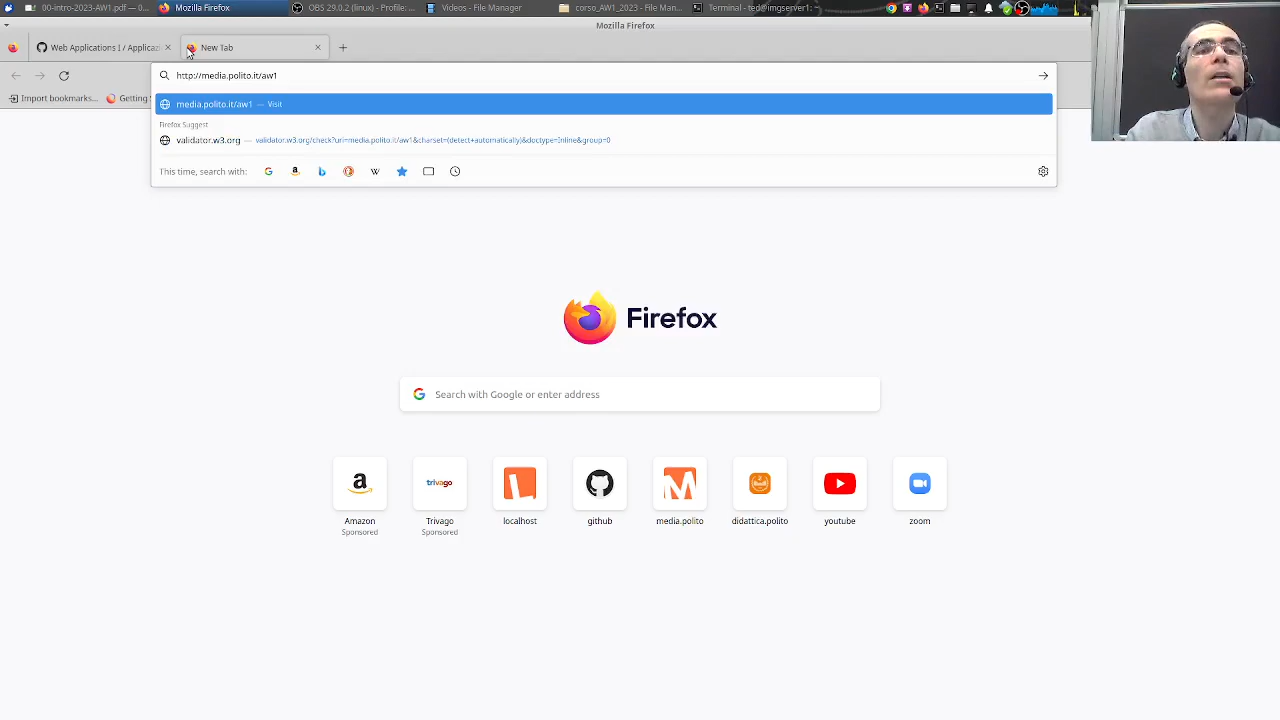 00-intro-2023-AW1.pdf — 0...
Mozilla Firefox
OBS 29.0.2 (linux) - Profile: ...
Videos - File Manager
corso_AW1_2023 - File Man...
Terminal - ted@imgserver1: ...
Mozilla Firefox
Web Applications I / Applicazi
New Tab
http://media.polito.it/aw1
Import bookmarks...
Getting S
media.polito.it/aw1 — Visit
Firefox Suggest
validator.w3.org — validator.w3.org/check?uri=media.polito.it/aw1&charset=(detect+automatically)&doctype=Inline&group=0
This time, search with:
Firefox
Search with Google or enter address
Amazon
Sponsored
Trivago
Sponsored
localhost
github
media.polito
didattica.polito
youtube
zoom